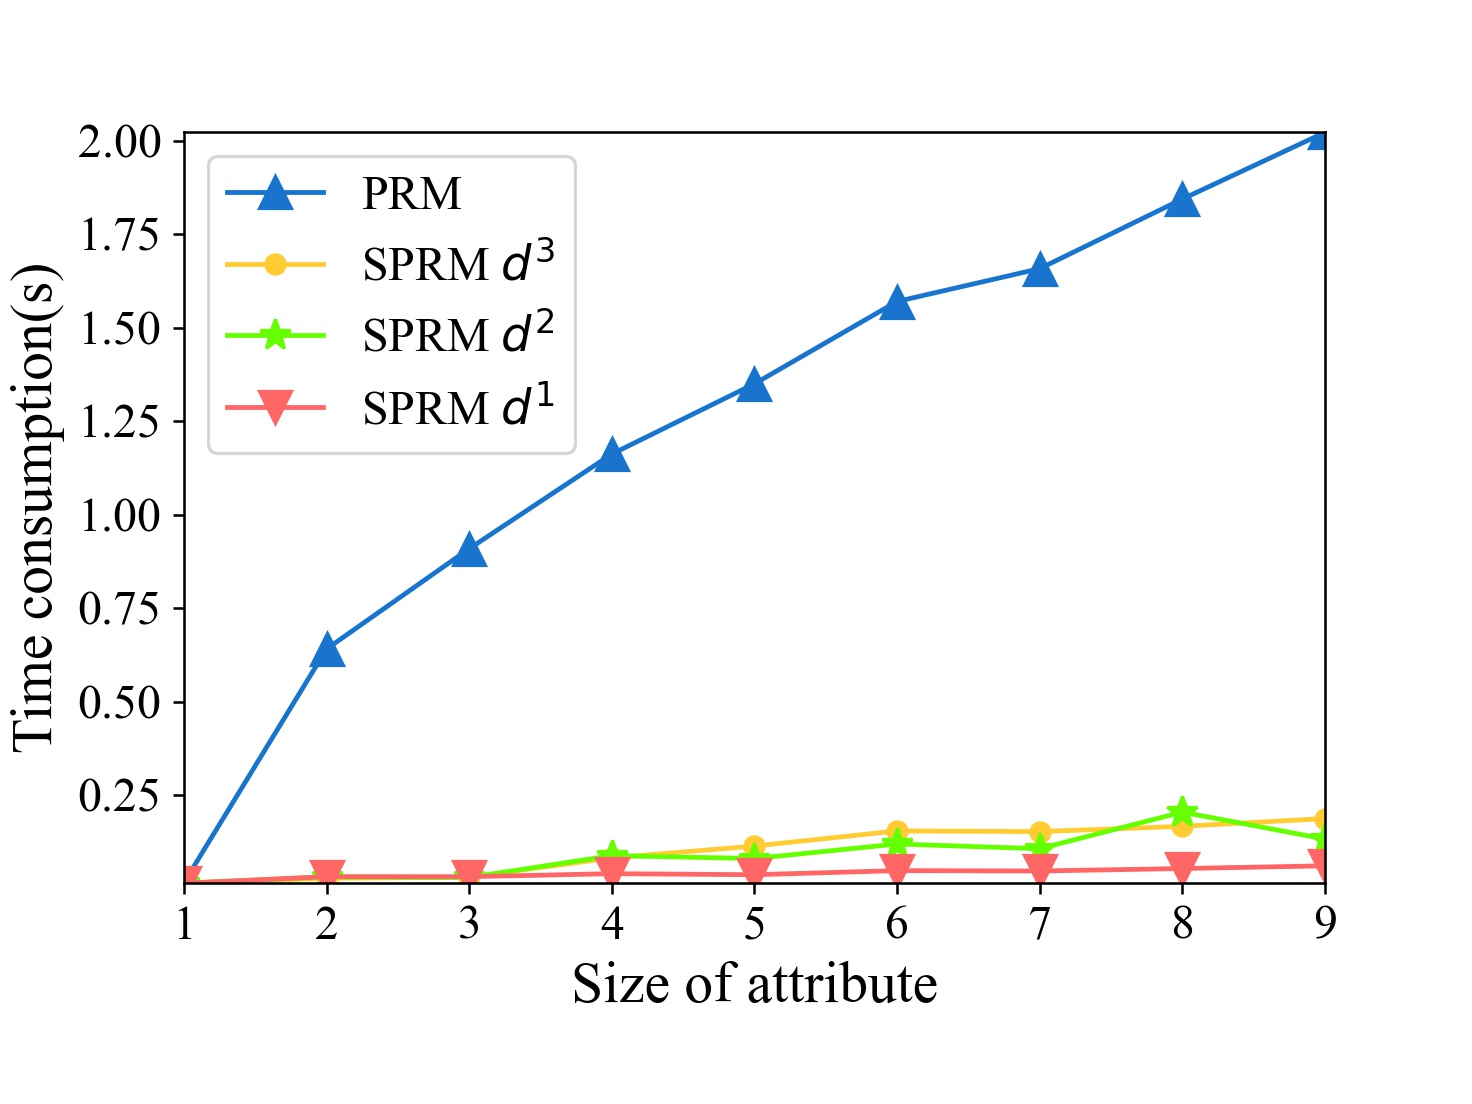 2.00
1.75
1.50
1.25
1.00
0.75
0.50
0.25
Time consumption(s)
PRM
SPRM d³
SPRM d²
SPRM d¹
1 2 3 4 5 6 7 8 9
Size of attribute